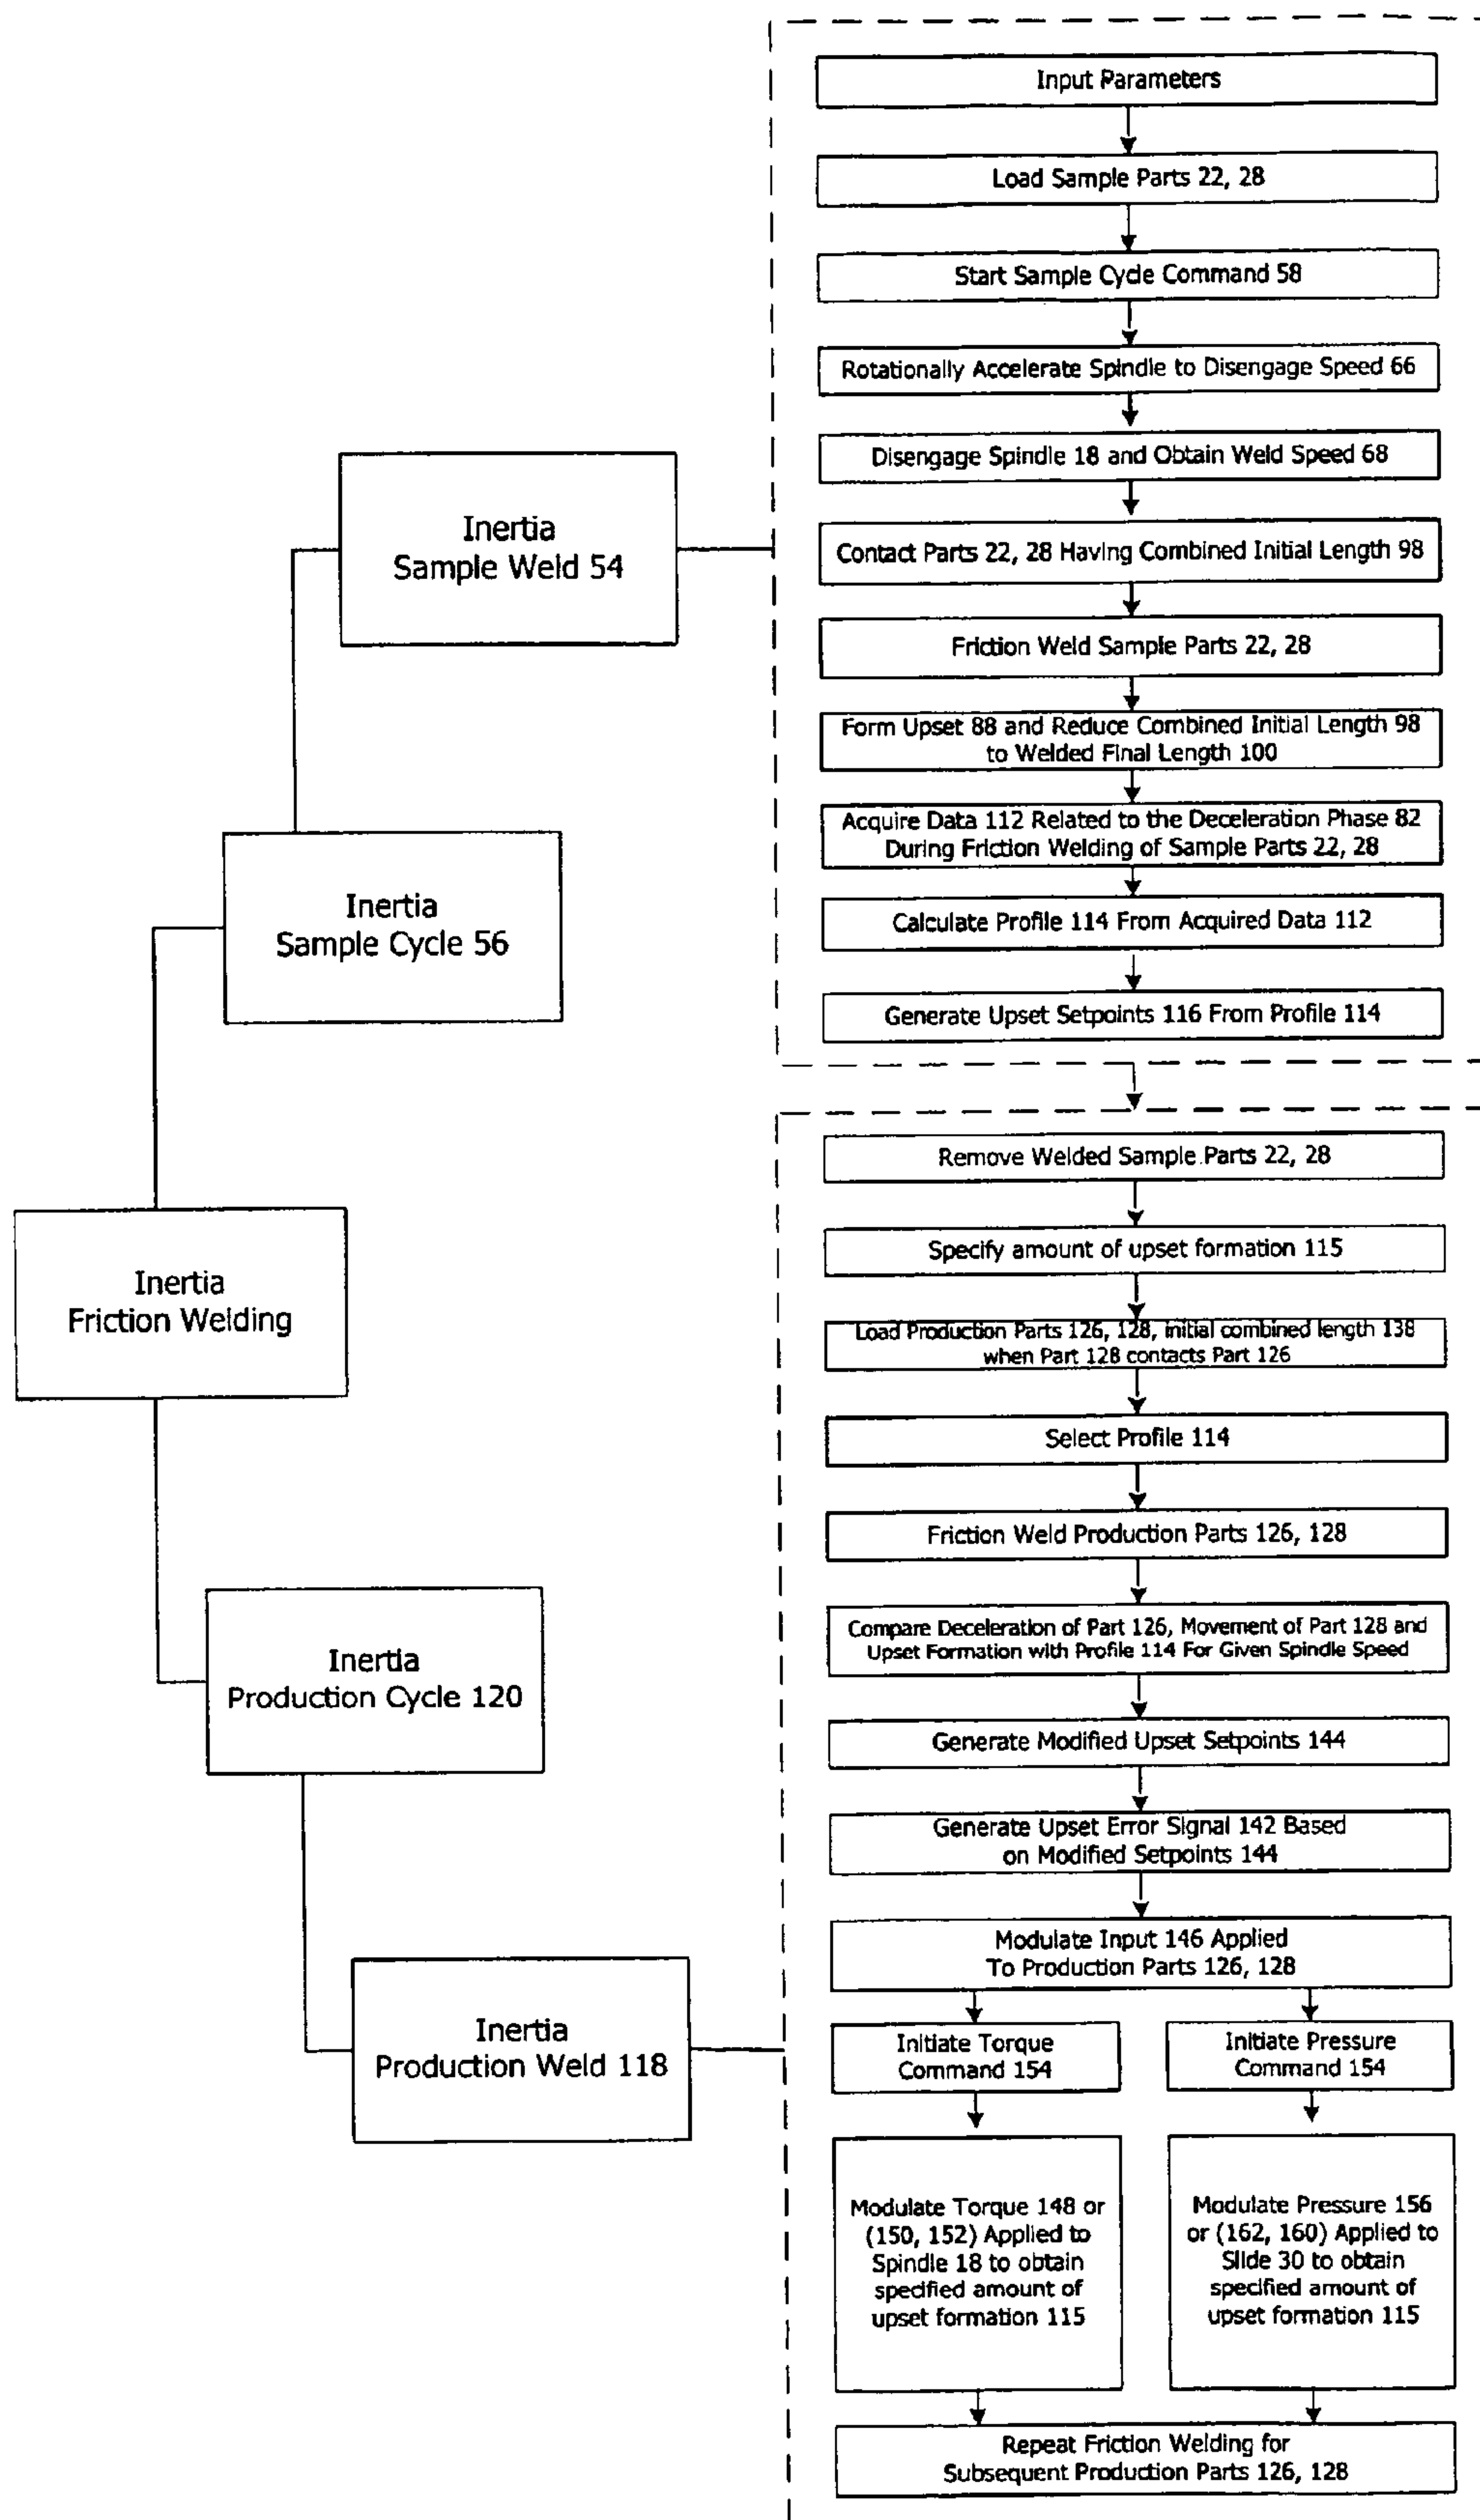 Input Parameters
Load Sample Parts 22, 28
Start Sample Cycle Command 58
Rotationally Accelerate Spindle to Disengage Speed 66
Disengage Spindle 18 and Obtain Weld Speed 68
Contact Parts 22, 28 Having Combined Initial Length 98
Friction Weld Sample Parts 22, 28
Form Upset 88 and Reduce Combined Initial Length 98
to Welded Final Length 100
Acquire Data 112 Related to the Deceleration Phase 82
During Friction Welding of Sample Parts 22, 28
Calculate Profile 114 From Acquired Data 112
Generate Upset Setpoints 116 From Profile 114
Inertia
Sample Weld 54
Inertia
Sample Cycle 56
Inertia
Friction Welding
Inertia
Production Cycle 120
Inertia
Production Weld 118
Remove Welded Sample Parts 22, 28
Specify amount of upset formation 115
Load Production Parts 126, 128, initial combined length 138
when Part 128 contacts Part 126
Select Profile 114
Friction Weld Production Parts 126, 128
Compare Deceleration of Part 126, Movement of Part 128 and
Upset Formation with Profile 114 For Given Spindle Speed
Generate Modified Upset Setpoints 144
Generate Upset Error Signal 142 Based
on Modified Setpoints 144
Modulate Input 146 Applied
To Production Parts 126, 128
Initiate Torque
Command 154
Initiate Pressure
Command 154
Modulate Torque 148 or
(150, 152) Applied to
Spindle 18 to obtain
specified amount of
upset formation 115
Modulate Pressure 156
or (162, 160) Applied to
Slide 30 to obtain
specified amount of
upset formation 115
Repeat Friction Welding for
Subsequent Production Parts 126, 128